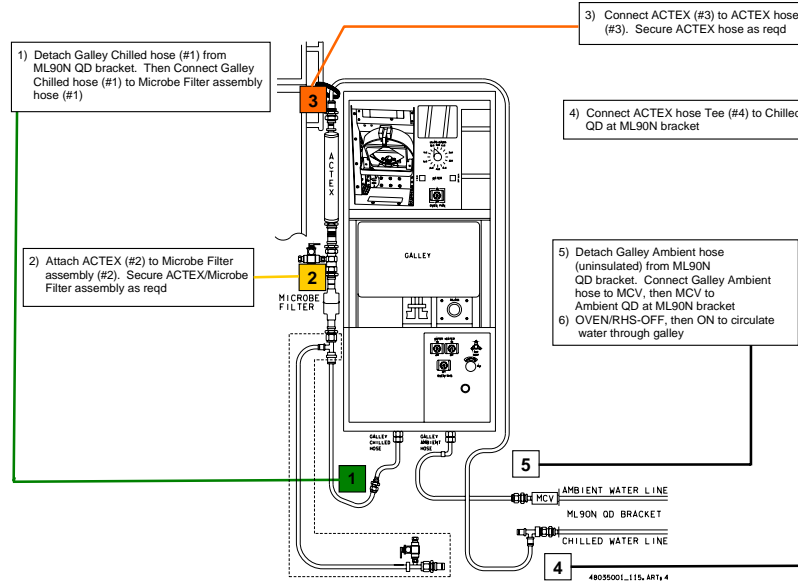 3) Connect ACTEX (#3) to ACTEX hose
(#3). Secure ACTEX hose as reqd
1) Detach Galley Chilled hose (#1) from
ML90N QD bracket. Then Connect Galley
Chilled hose (#1) to Microbe Filter assembly
hose (#1)
3
4) Connect ACTEX hose Tee (#4) to Chilled
QD at ML90N bracket
ACTEX
2) Attach ACTEX (#2) to Microbe Filter
assembly (#2). Secure ACTEX/Microbe
Filter assembly as reqd
2
MICROBE
FILTER
GALLEY
5) Detach Galley Ambient hose
(uninsulated) from ML90N
QD bracket. Connect Galley Ambient
hose to MCV, then MCV to
Ambient QD at ML90N bracket
6) OVEN/RHS-OFF, then ON to circulate
water through galley
GALLEY
CHILLED
HOSE
GALLEY
AMBIENT
HOSE
1
5
MCV
AMBIENT WATER LINE
ML90N QD BRACKET
CHILLED WATER LINE
4
48035001_115.ART;4